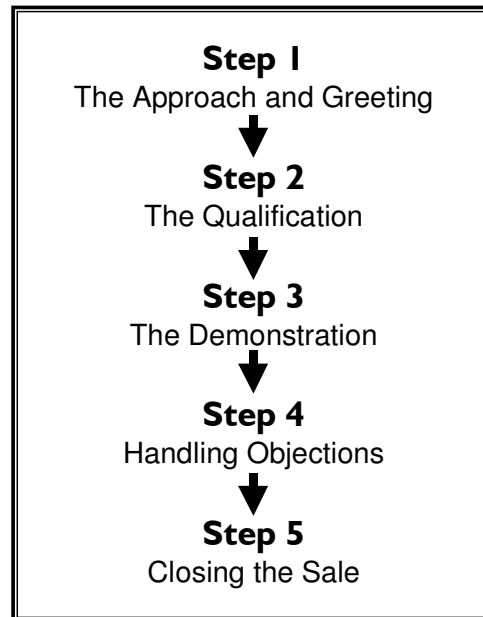 Step 1
The Approach and Greeting
Step 2
The Qualification
Step 3
The Demonstration
Step 4
Handling Objections
Step 5
Closing the Sale